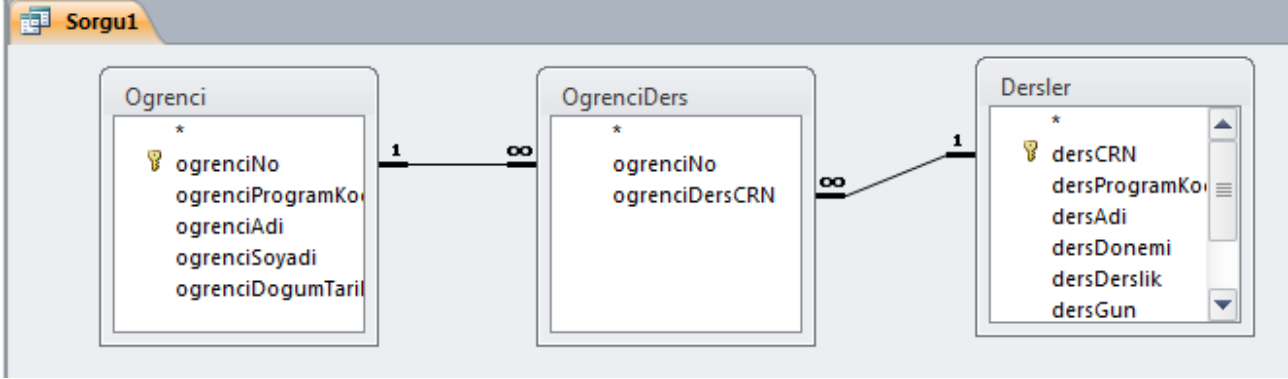 Sorgu1
Ogrenci
*
ogrenciNo
ogrenciProgramKo
ogrenciAdi
ogrenciSoyadi
ogrenciDogumTari
1
∞
OgrenciDers
*
ogrenciNo
ogrenciDersCRN
∞
1
Dersler
*
dersCRN
dersProgramKo
dersAdi
dersDonemi
dersDerslik
dersGun